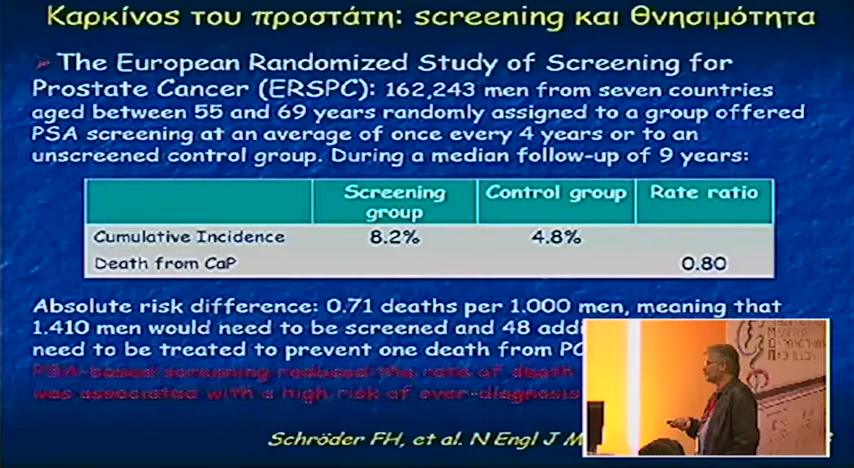 Καρκίνος του προστάτη: screening και θνησιμότητα
The European Randomized Study of Screening for
Prostate Cancer (ERSPC): 162,243 men from seven countries
aged between 55 and 69 years randomly assigned to a group offered
PSA screening at an average of once every 4 years or to an
unscreened control group. During a median follow-up of 9 years:
Screening group Control group Rate ratio
Cumulative Incidence 8.2% 4.8%
Death from CaP 0.80
Absolute risk difference: 0.71 deaths per 1.000 men, meaning that
1.410 men would need to be screened and 48
need to be treated to prevent one death from
PSA-based screening reduced the rate of death
was associated with a high risk of over-diagnosis
Schröder FH, et al. N Engl J